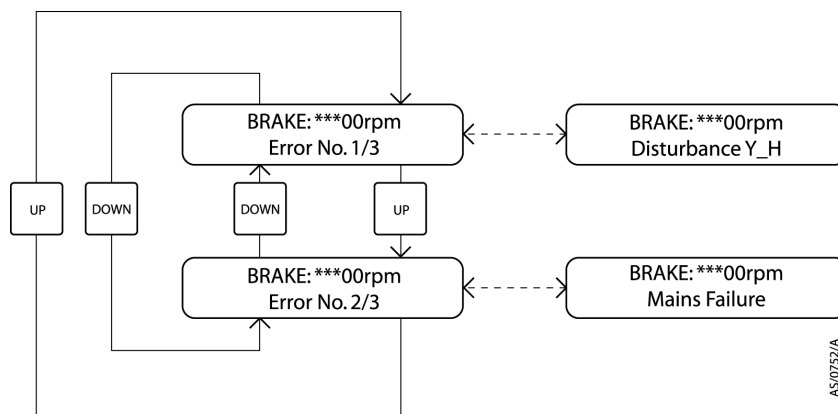 BRAKE: ***00rpm
Error No. 1/3
BRAKE: ***00rpm
Disturbance Y_H
UP
DOWN
DOWN
UP
BRAKE: ***00rpm
Error No. 2/3
BRAKE: ***00rpm
Mains Failure
AS/0752/A